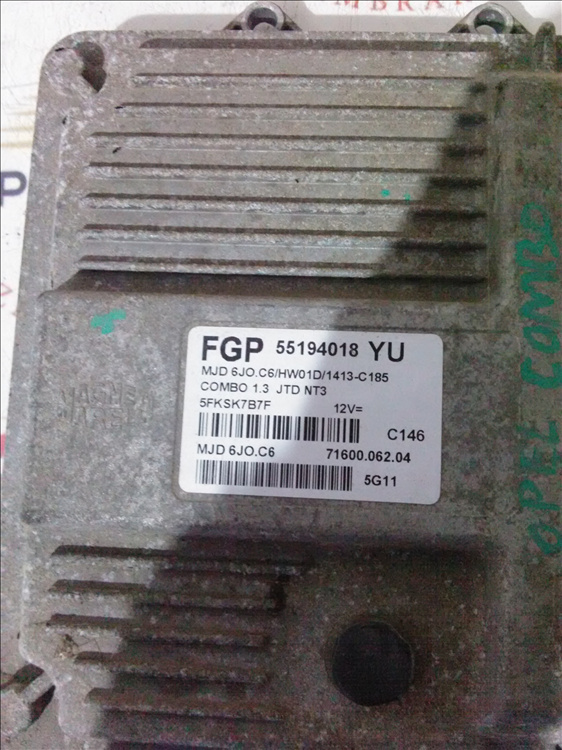 MBRA
P
FGP 55194018 YU
MJD 6JO.C6/HW01D/1413-C185
COMBO 1.3 JTD NT3
5FKSK7B7F 12V=
C146
MJD 6JO.C6 71600.062.04
5G11
OPEL COMBO